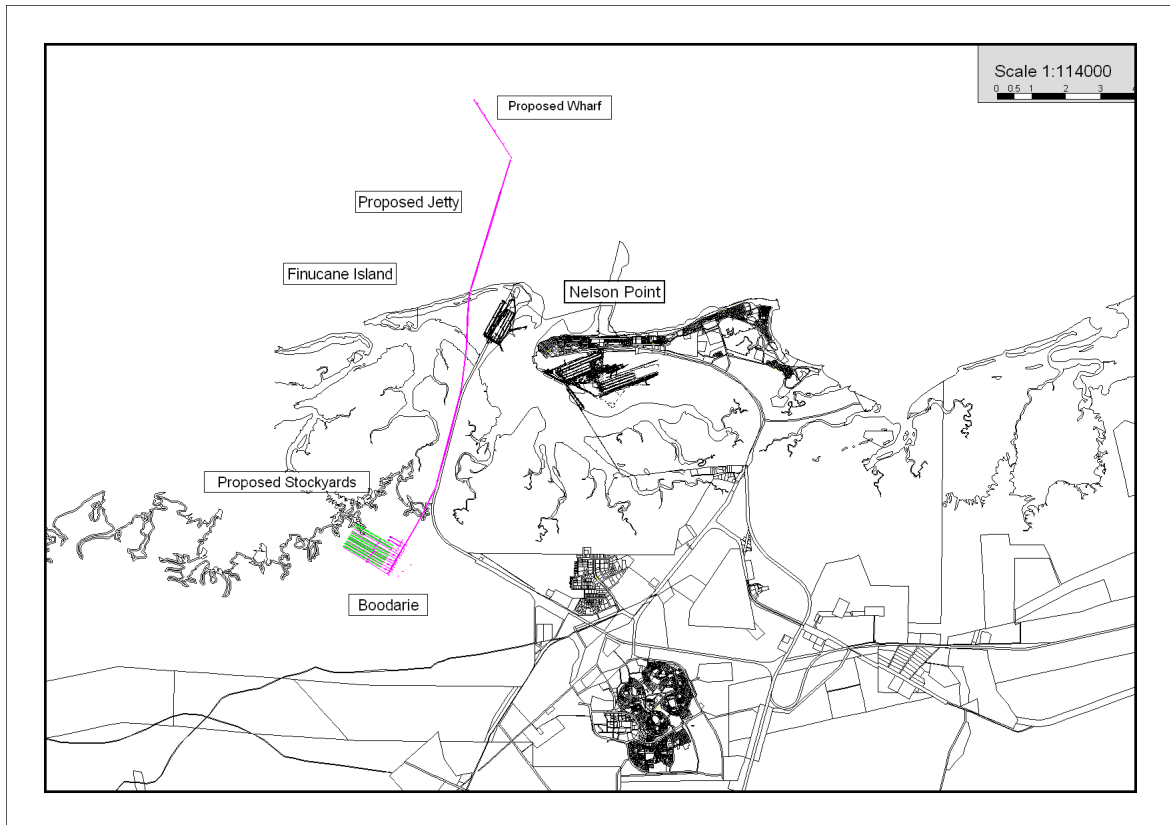 Scale 1:114000
0 0.5 1 2 3 4
Proposed Wharf
Proposed Jetty
Finucane Island
Nelson Point
Proposed Stockyards
Boodarie